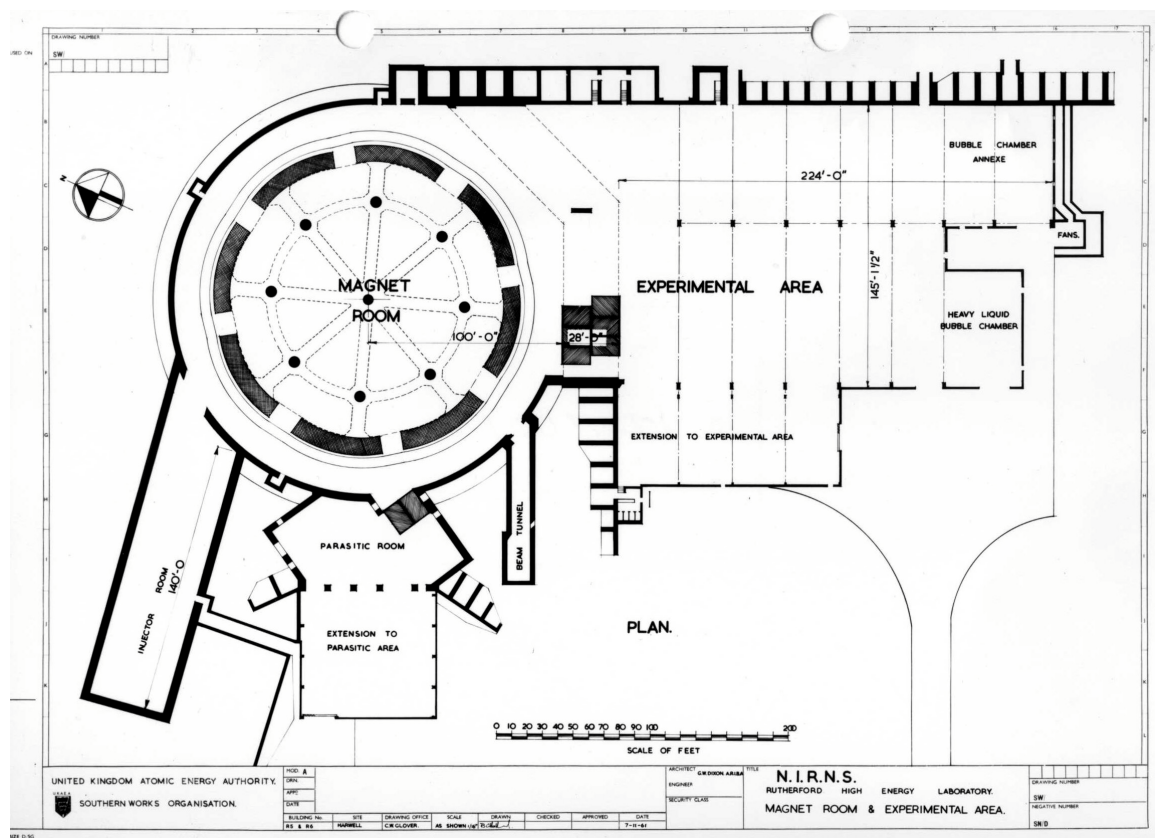 USED ON
DRAWING NUMBER
SW/
N
BUBBLE CHAMBER
ANNEXE
224'-0"
FANS.
MAGNET
ROOM
EXPERIMENTAL AREA
145'-1 1/2"
HEAVY LIQUID
BUBBLE CHAMBER
100'-0"
28'-0"
EXTENSION TO EXPERIMENTAL AREA
BEAM TUNNEL
PARASITIC ROOM
INJECTOR ROOM
140'-0
EXTENSION TO
PARASITIC AREA
PLAN.
0 10 20 30 40 50 60 70 80 90 100 200
SCALE OF FEET
UNITED KINGDOM ATOMIC ENERGY AUTHORITY.
U.K.A.E.A
SOUTHERN WORKS ORGANISATION.
MOD. A
DRN.
APPD
DATE
BUILDING No. SITE DRAWING OFFICE SCALE DRAWN CHECKED APPROVED DATE
R5 & R6 HARWELL C.W.GLOVER. AS SHOWN 7-11-61
ARCHITECT G.W.DIXON. A.R.I.B.A
ENGINEER
SECURITY CLASS
TITLE
N.I.R.N.S.
RUTHERFORD HIGH ENERGY LABORATORY.
MAGNET ROOM & EXPERIMENTAL AREA.
DRAWING NUMBER
SW/
NEGATIVE NUMBER
SN/D
SIZE D.SG